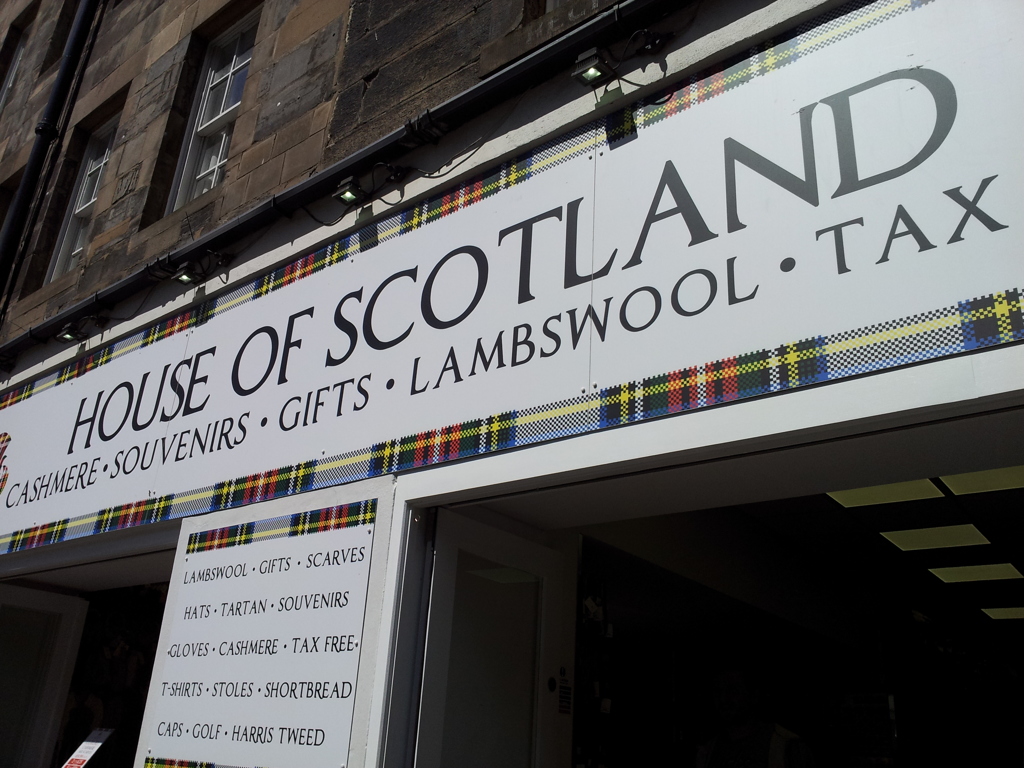 HOUSE OF SCOTLAND
CASHMERE • SOUVENIRS • GIFTS • LAMBSWOOL • TAX
LAMBSWOOL • GIFTS • SCARVES
HATS • TARTAN • SOUVENIRS
•GLOVES • CASHMERE • TAX FREE•
T-SHIRTS • STOLES • SHORTBREAD
CAPS • GOLF • HARRIS TWEED